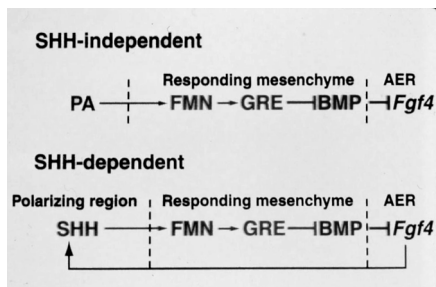 SHH-independent
Responding mesenchyme AER
PA FMN GRE BMP Fgf4
SHH-dependent
Polarizing region Responding mesenchyme AER
SHH FMN GRE BMP Fgf4